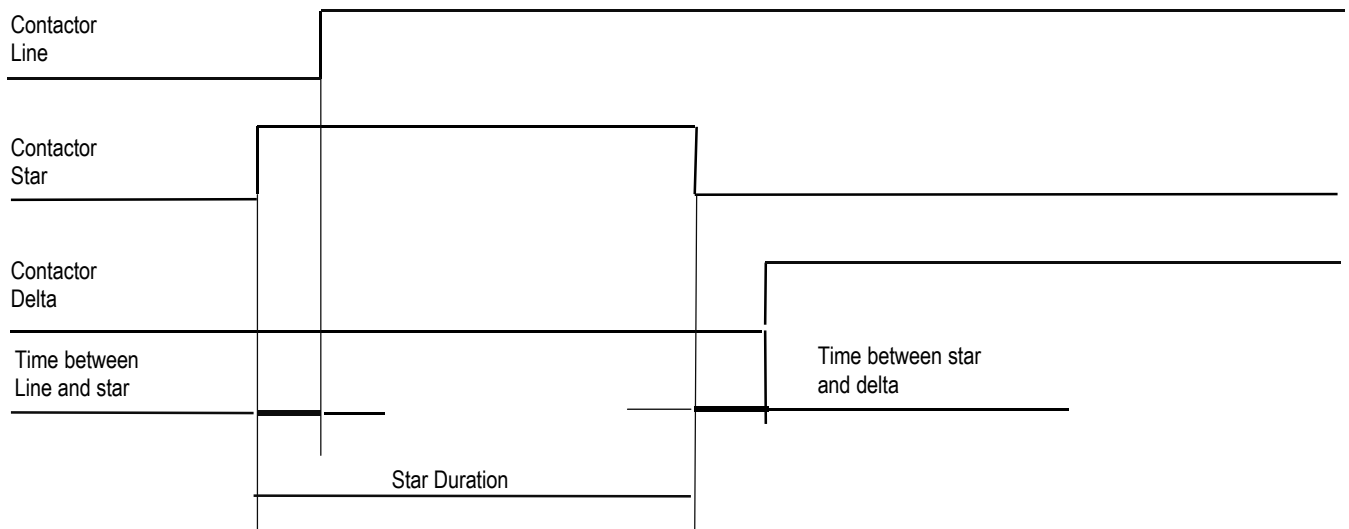 Contactor
Line
Contactor
Star
Contactor
Delta
Time between
Line and star
Time between star
and delta
Star Duration